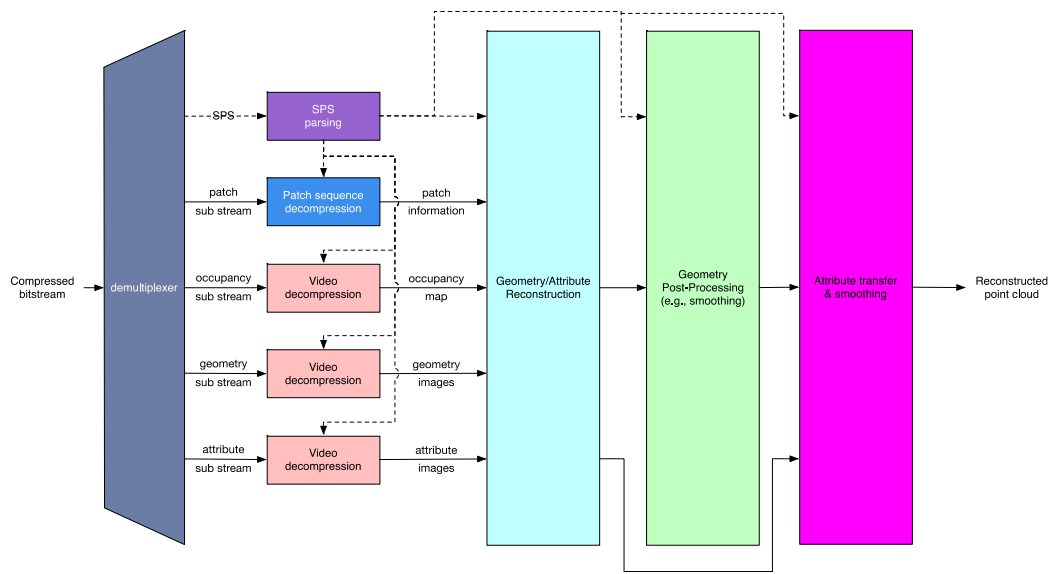 SPS
SPS
parsing
patch
sub stream
Patch sequence
decompression
patch
information
Compressed
bitstream
demultiplexer
occupancy
sub stream
Video
decompression
occupancy
map
Geometry/Attribute
Reconstruction
Geometry
Post-Processing
(e.g., smoothing)
Attribute transfer
& smoothing
Reconstructed
point cloud
geometry
sub stream
Video
decompression
geometry
images
attribute
sub stream
Video
decompression
attribute
images